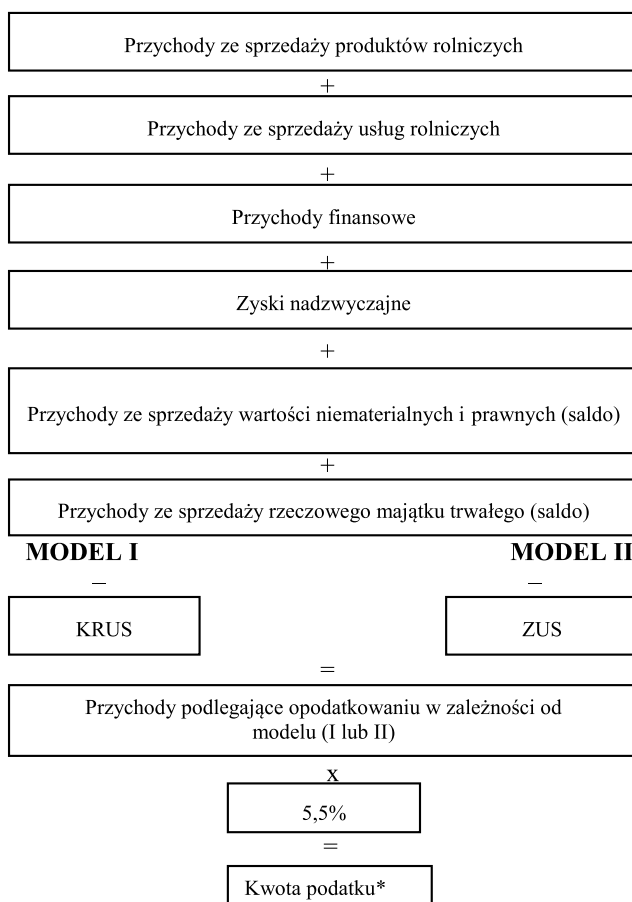 Przychody ze sprzedaży produktów rolniczych
+
Przychody ze sprzedaży usług rolniczych
+
Przychody finansowe
+
Zyski nadzwyczajne
+
Przychody ze sprzedaży wartości niematerialnych i prawnych (saldo)
+
Przychody ze sprzedaży rzeczowego majątku trwałego (saldo)
MODEL I MODEL II
– –
KRUS ZUS
=
Przychody podlegające opodatkowaniu w zależności od
modelu (I lub II)
x
5,5%
=
Kwota podatku*